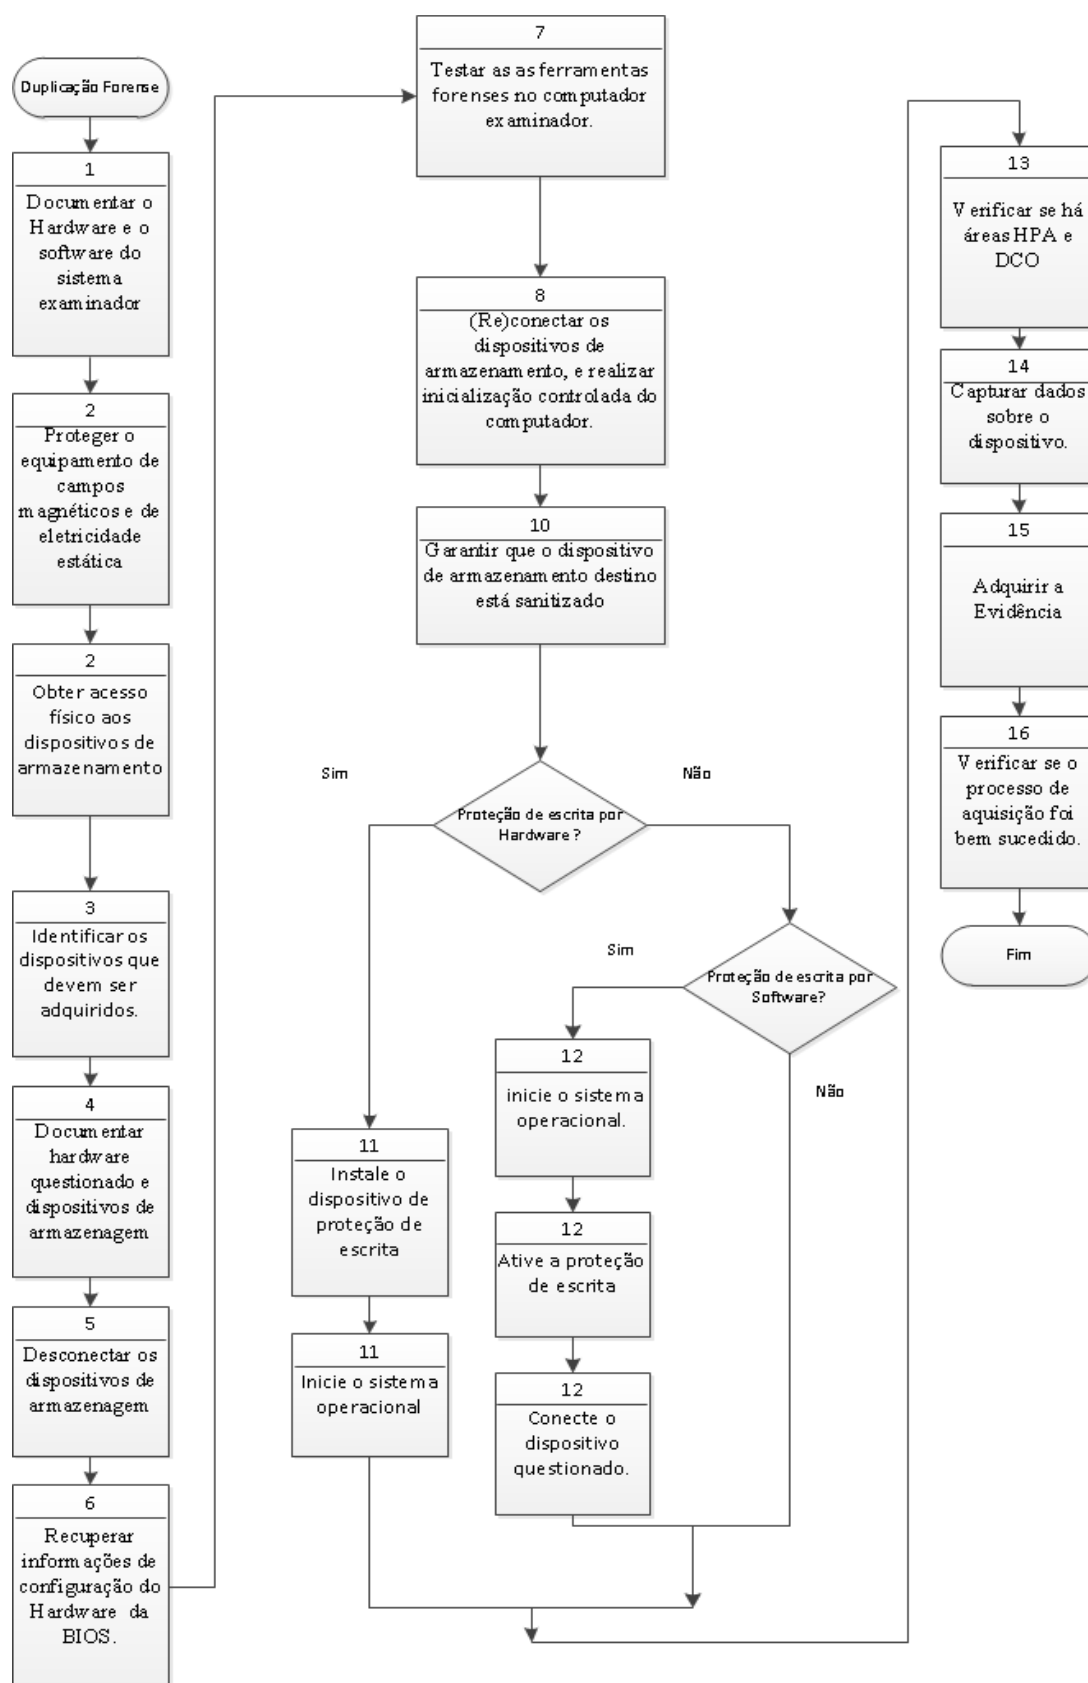 Duplicação Forense
1
Documentar o
Hardware e o
software do
sistema
examinador
2
Proteger o
equipamento de
campos
magnéticos e de
eletricidade
estática
2
Obter acesso
físico aos
dispositivos de
armazenamento
3
Identificar os
dispositivos que
devem ser
adquiridos.
4
Documentar
hardware
questionado e
dispositivos de
armazenagem
5
Desconectar os
dispositivos de
armazenagem
6
Recuperar
informações de
configuração do
Hardware da
BIOS.
7
Testar as as ferramentas
forenses no computador
examinador.
8
(Re)conectar os
dispositivos de
armazenamento, e realizar
inicialização controlada do
computador.
10
Garantir que o dispositivo
de armazenamento destino
está sanitizado
Sim
Não
Proteção de escrita por
Hardware?
Sim
Proteção de escrita por
Software?
Não
11
Instale o
dispositivo de
proteção de
escrita
11
Inicie o sistema
operacional
12
inicie o sistema
operacional.
12
Ative a proteção
de escrita
12
Conecte o
dispositivo
questionado.
13
Verificar se há
áreas HPA e
DCO
14
Capturar dados
sobre o
dispositivo.
15
Adquirir a
Evidência
16
Verificar se o
processo de
aquisição foi
bem sucedido.
Fim